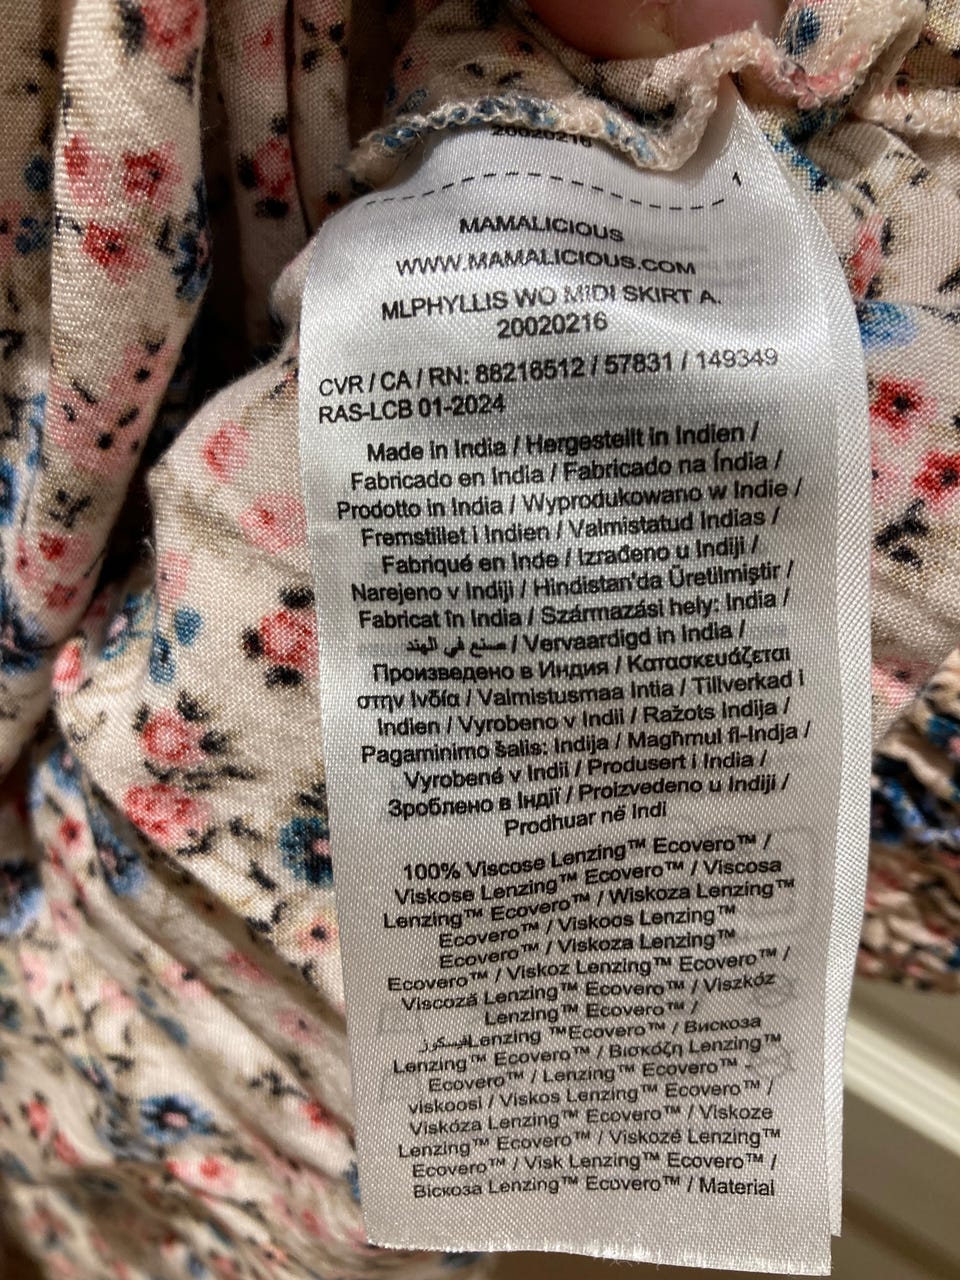 20020216
1
MAMALICIOUS
WWW.MAMALICIOUS.COM
MLPHYLLIS WO MIDI SKIRT A.
20020216
CVR / CA / RN: 88216512 / 57831 / 149349
RAS-LCB 01-2024
Made in India / Hergestellt in Indien /
Fabricado en India / Fabricado na Índia /
Prodotto in India / Wyprodukowano w Indie /
Fremstillet i Indien / Valmistatud Indias /
Fabriqué en Inde / Izrađeno u Indiji /
Narejeno v Indiji / Hindistan'da Üretilmiştir /
Fabricat în India / Származási hely: India /
صنع في الهند / Vervaardigd in India /
Произведено в Индия / Κατασκευάζεται
στην Ινδία / Valmistusmaa Intia / Tillverkad i
Indien / Vyrobeno v Indii / Ražots Indija /
Pagaminimo šalis: Indija / Magħmul fl-Indja /
Vyrobené v Indii / Produsert i India /
Зроблено в Індії / Proizvedeno u Indiji /
Prodhuar në Indi
100% Viscose Lenzing™ Ecovero™ /
Viskose Lenzing™ Ecovero™ / Viscosa
Lenzing™ Ecovero™ / Wiskoza Lenzing™
Ecovero™ / Viskoos Lenzing™
Ecovero™ / Viskoza Lenzing™
Ecovero™ / Viskoz Lenzing™ Ecovero™ /
Viscoză Lenzing™ Ecovero™ / Viszkóz
Lenzing™ Ecovero™ /
Lenzing ™Ecovero™ / Вискоза
Lenzing™ Ecovero™ / Βισκόζη Lenzing™
Ecovero™ / Lenzing™ Ecovero™ -
viskoosi / Viskos Lenzing™ Ecovero™ /
Viskóza Lenzing™ Ecovero™ / Viskoze
Lenzing™ Ecovero™ / Viskozė Lenzing™
Ecovero™ / Visk Lenzing™ Ecovero™ /
Віскоза Lenzing™ Ecovero™ / Material